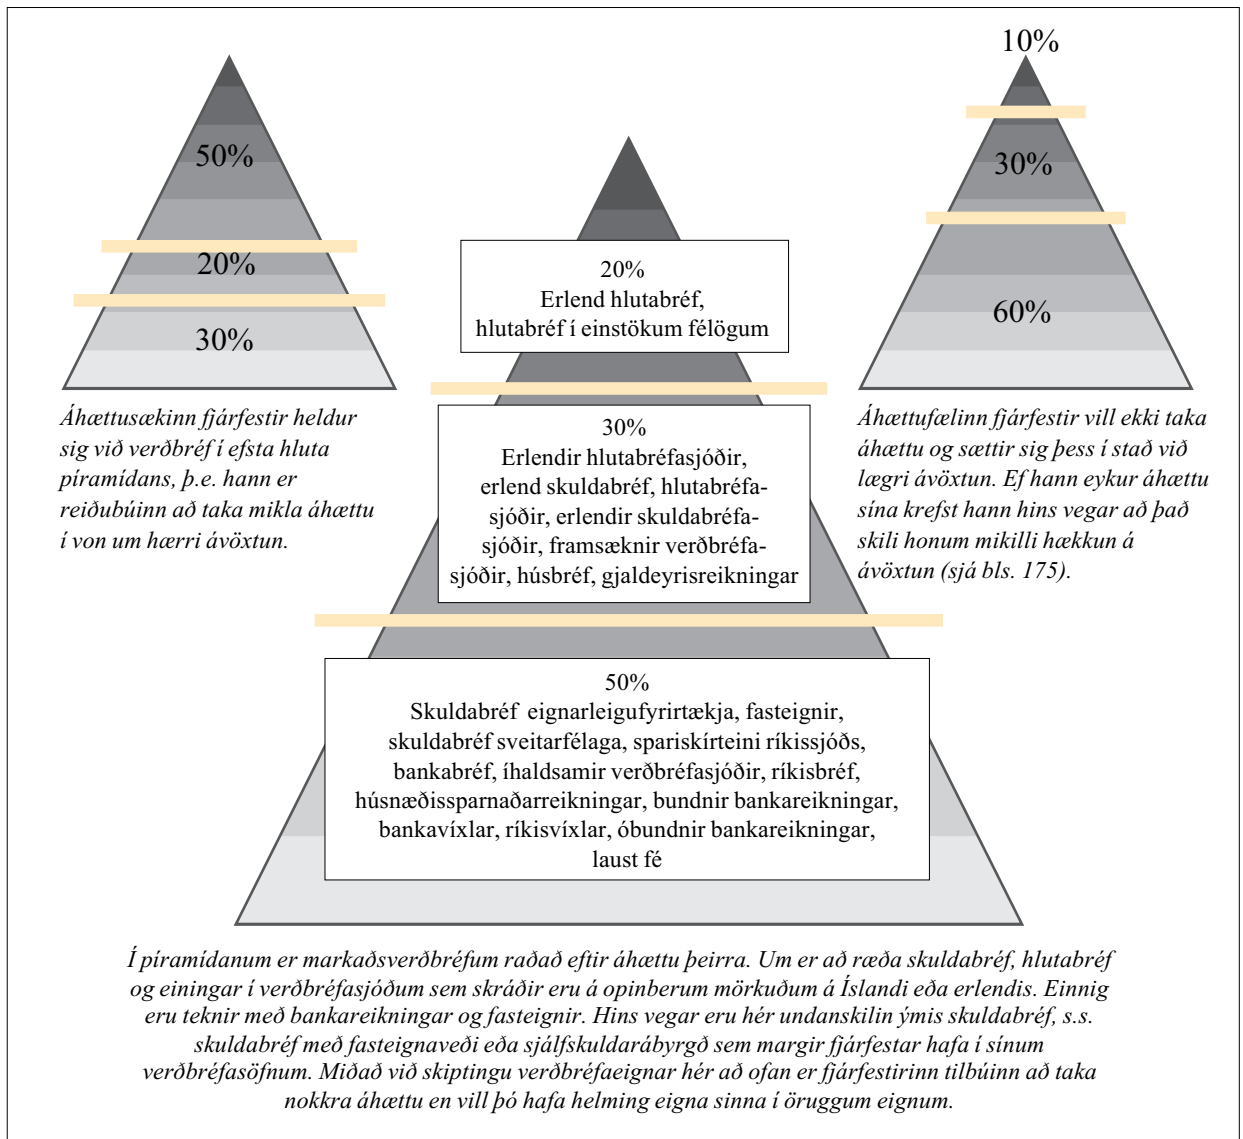 50%
20%
30%
Áhættusækinn fjárfestir heldur
sig við verðbréf í efsta hluta
píramídans, þ.e. hann er
reiðubúinn að taka mikla áhættu
í von um hærri ávöxtun.
20%
Erlend hlutabréf,
hlutabréf í einstökum félögum
30%
Erlendir hlutabréfasjóðir,
erlend skuldabréf, hlutabréfa-
sjóðir, erlendir skuldabréfa-
sjóðir, framsæknir verðbréfa-
sjóðir, húsbréf, gjaldeyrisreikningar
50%
Skuldabréf eignarleigufyrirtækja, fasteignir,
skuldabréf sveitarfélaga, spariskírteini ríkissjóðs,
bankabréf, íhaldsamir verðbréfasjóðir, ríkisbréf,
húsnæðissparnaðarreikningar, bundnir bankareikningar,
bankavíxlar, ríkisvíxlar, óbundnir bankareikningar,
laust fé
10%
30%
60%
Áhættufælinn fjárfestir vill ekki taka
áhættu og sættir sig þess í stað við
lægri ávöxtun. Ef hann eykur áhættu
sína krefst hann hins vegar að það
skili honum mikilli hækkun á
ávöxtun (sjá bls. 175).
Í píramídanum er markaðsverðbréfum raðað eftir áhættu þeirra. Um er að ræða skuldabréf, hlutabréf
og einingar í verðbréfasjóðum sem skráðir eru á opinberum mörkuðum á Íslandi eða erlendis. Einnig
eru teknir með bankareikningar og fasteignir. Hins vegar eru hér undanskilin ýmis skuldabréf, s.s.
skuldabréf með fasteignaveði eða sjálfskuldarábyrgð sem margir fjárfestar hafa í sínum
verðbréfasöfnum. Miðað við skiptingu verðbréfaeignar hér að ofan er fjárfestirinn tilbúinn að taka
nokkra áhættu en vill þó hafa helming eigna sinna í öruggum eignum.